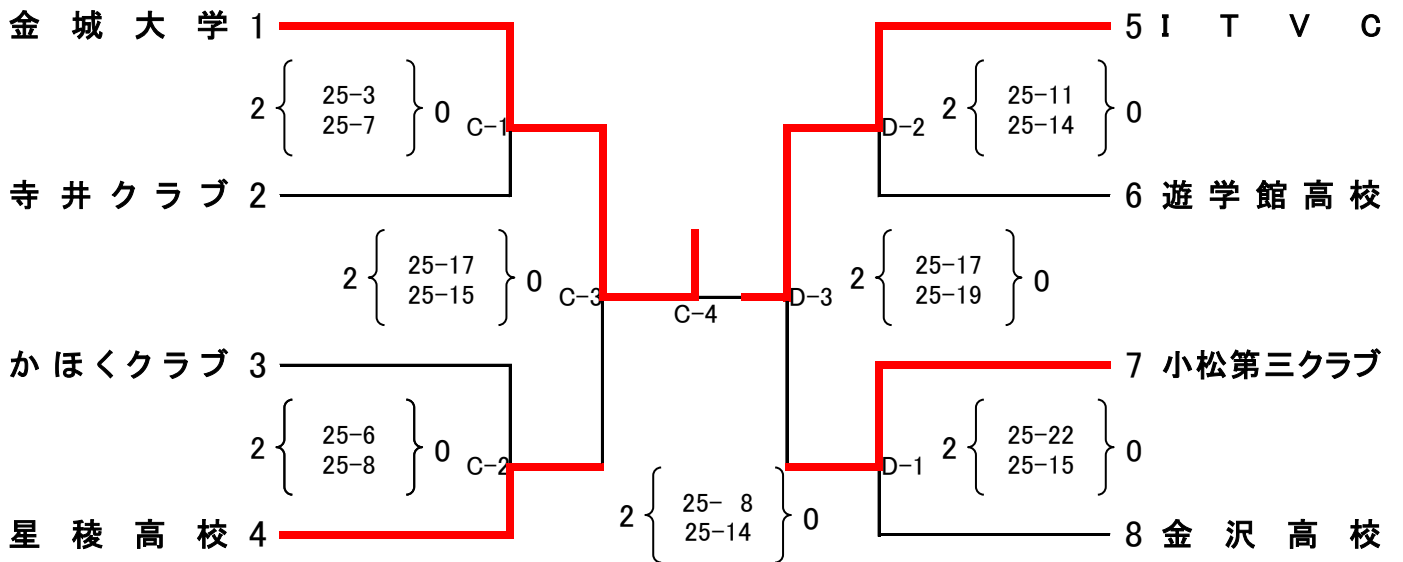 金城大学 1
5 ITVC
2 25-3 25-7 0
C-1
D-2
2 25-11 25-14 0
寺井クラブ 2
6 遊学館高校
2 25-17 25-15 0
C-3
C-4
D-3
2 25-17 25-19 0
かほくクラブ 3
7 小松第三クラブ
2 25-6 25-8 0
C-2
D-1
2 25-22 25-15 0
2 25- 8 25-14 0
星稜高校 4
8 金沢高校